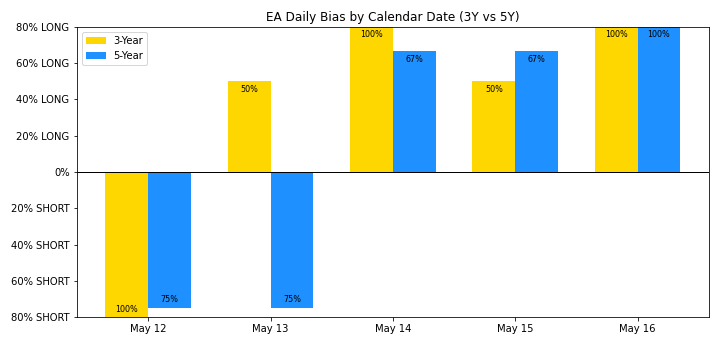 EA Daily Bias by Calendar Date (3Y vs 5Y)
80% LONG
60% LONG
40% LONG
20% LONG
0%
20% SHORT
40% SHORT
60% SHORT
80% SHORT
3-Year
5-Year
100%
75%
50%
75%
100%
67%
50%
67%
100%
100%
May 12
May 13
May 14
May 15
May 16